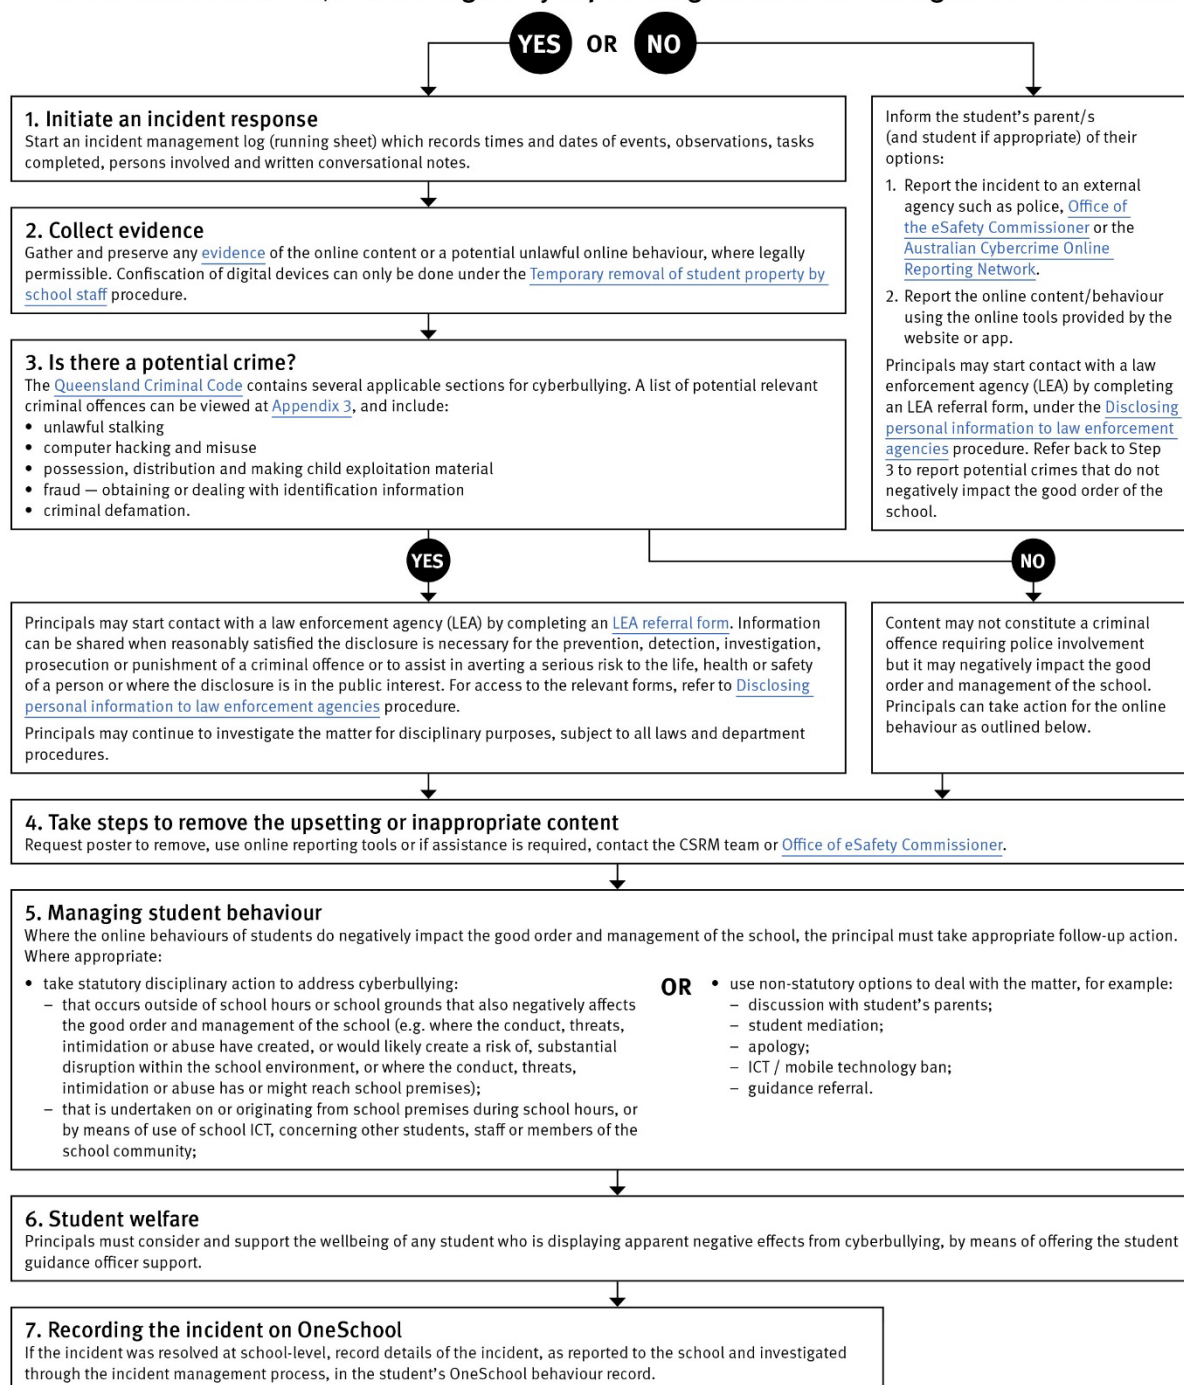 YES OR NO
1. Initiate an incident response
Start an incident management log (running sheet) which records times and dates of events, observations, tasks
completed, persons involved and written conversational notes.
Inform the student's parent/s
(and student if appropriate) of their
options:
1. Report the incident to an external
agency such as police, Office of
the eSafety Commissioner or the
Australian Cybercrime Online
Reporting Network.
2. Report the online content/behaviour
using the online tools provided by the
website or app.
Principals may start contact with a law
enforcement agency (LEA) by completing
an LEA referral form, under the Disclosing
personal information to law enforcement
agencies procedure. Refer back to Step
3 to report potential crimes that do not
negatively impact the good order of the
school.
2. Collect evidence
Gather and preserve any evidence of the online content or a potential unlawful online behaviour, where legally
permissible. Confiscation of digital devices can only be done under the Temporary removal of student property by
school staff procedure.
3. Is there a potential crime?
The Queensland Criminal Code contains several applicable sections for cyberbullying. A list of potential relevant
criminal offences can be viewed at Appendix 3, and include:
• unlawful stalking
• computer hacking and misuse
• possession, distribution and making child exploitation material
• fraud — obtaining or dealing with identification information
• criminal defamation.
YES
NO
Principals may start contact with a law enforcement agency (LEA) by completing an LEA referral form. Information
can be shared when reasonably satisfied the disclosure is necessary for the prevention, detection, investigation,
prosecution or punishment of a criminal offence or to assist in averting a serious risk to the life, health or safety
of a person or where the disclosure is in the public interest. For access to the relevant forms, refer to Disclosing
personal information to law enforcement agencies procedure.
Principals may continue to investigate the matter for disciplinary purposes, subject to all laws and department
procedures.
Content may not constitute a criminal
offence requiring police involvement
but it may negatively impact the good
order and management of the school.
Principals can take action for the online
behaviour as outlined below.
4. Take steps to remove the upsetting or inappropriate content
Request poster to remove, use online reporting tools or if assistance is required, contact the CSRM team or Office of eSafety Commissioner.
5. Managing student behaviour
Where the online behaviours of students do negatively impact the good order and management of the school, the principal must take appropriate follow-up action.
Where appropriate:
• take statutory disciplinary action to address cyberbullying:
– that occurs outside of school hours or school grounds that also negatively affects
the good order and management of the school (e.g. where the conduct, threats,
intimidation or abuse have created, or would likely create a risk of, substantial
disruption within the school environment, or where the conduct, threats,
intimidation or abuse has or might reach school premises);
– that is undertaken on or originating from school premises during school hours, or
by means of use of school ICT, concerning other students, staff or members of the
school community;
OR
• use non-statutory options to deal with the matter, for example:
– discussion with student's parents;
– student mediation;
– apology;
– ICT / mobile technology ban;
– guidance referral.
6. Student welfare
Principals must consider and support the wellbeing of any student who is displaying apparent negative effects from cyberbullying, by means of offering the student
guidance officer support.
7. Recording the incident on OneSchool
If the incident was resolved at school-level, record details of the incident, as reported to the school and investigated
through the incident management process, in the student's OneSchool behaviour record.